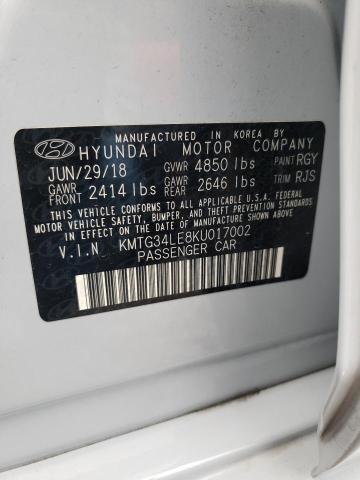 MANUFACTURED IN KOREA BY
HYUNDAI MOTOR COMPANY
JUN/29/18 GVWR 4850 lbs PAINT RGY
GAWR FRONT 2414 lbs GAWR REAR 2646 lbs TRIM RJS
THIS VEHICLE CONFORMS TO ALL APPLICABLE U.S.A. FEDERAL
MOTOR VEHICLE SAFETY, BUMPER, AND THEFT PREVENTION
STANDARDS IN EFFECT ON THE
DATE OF MANUFACTURE SHOWN ABOVE.
V.I.N KMTG34LE8KU017002
PASSENGER CAR